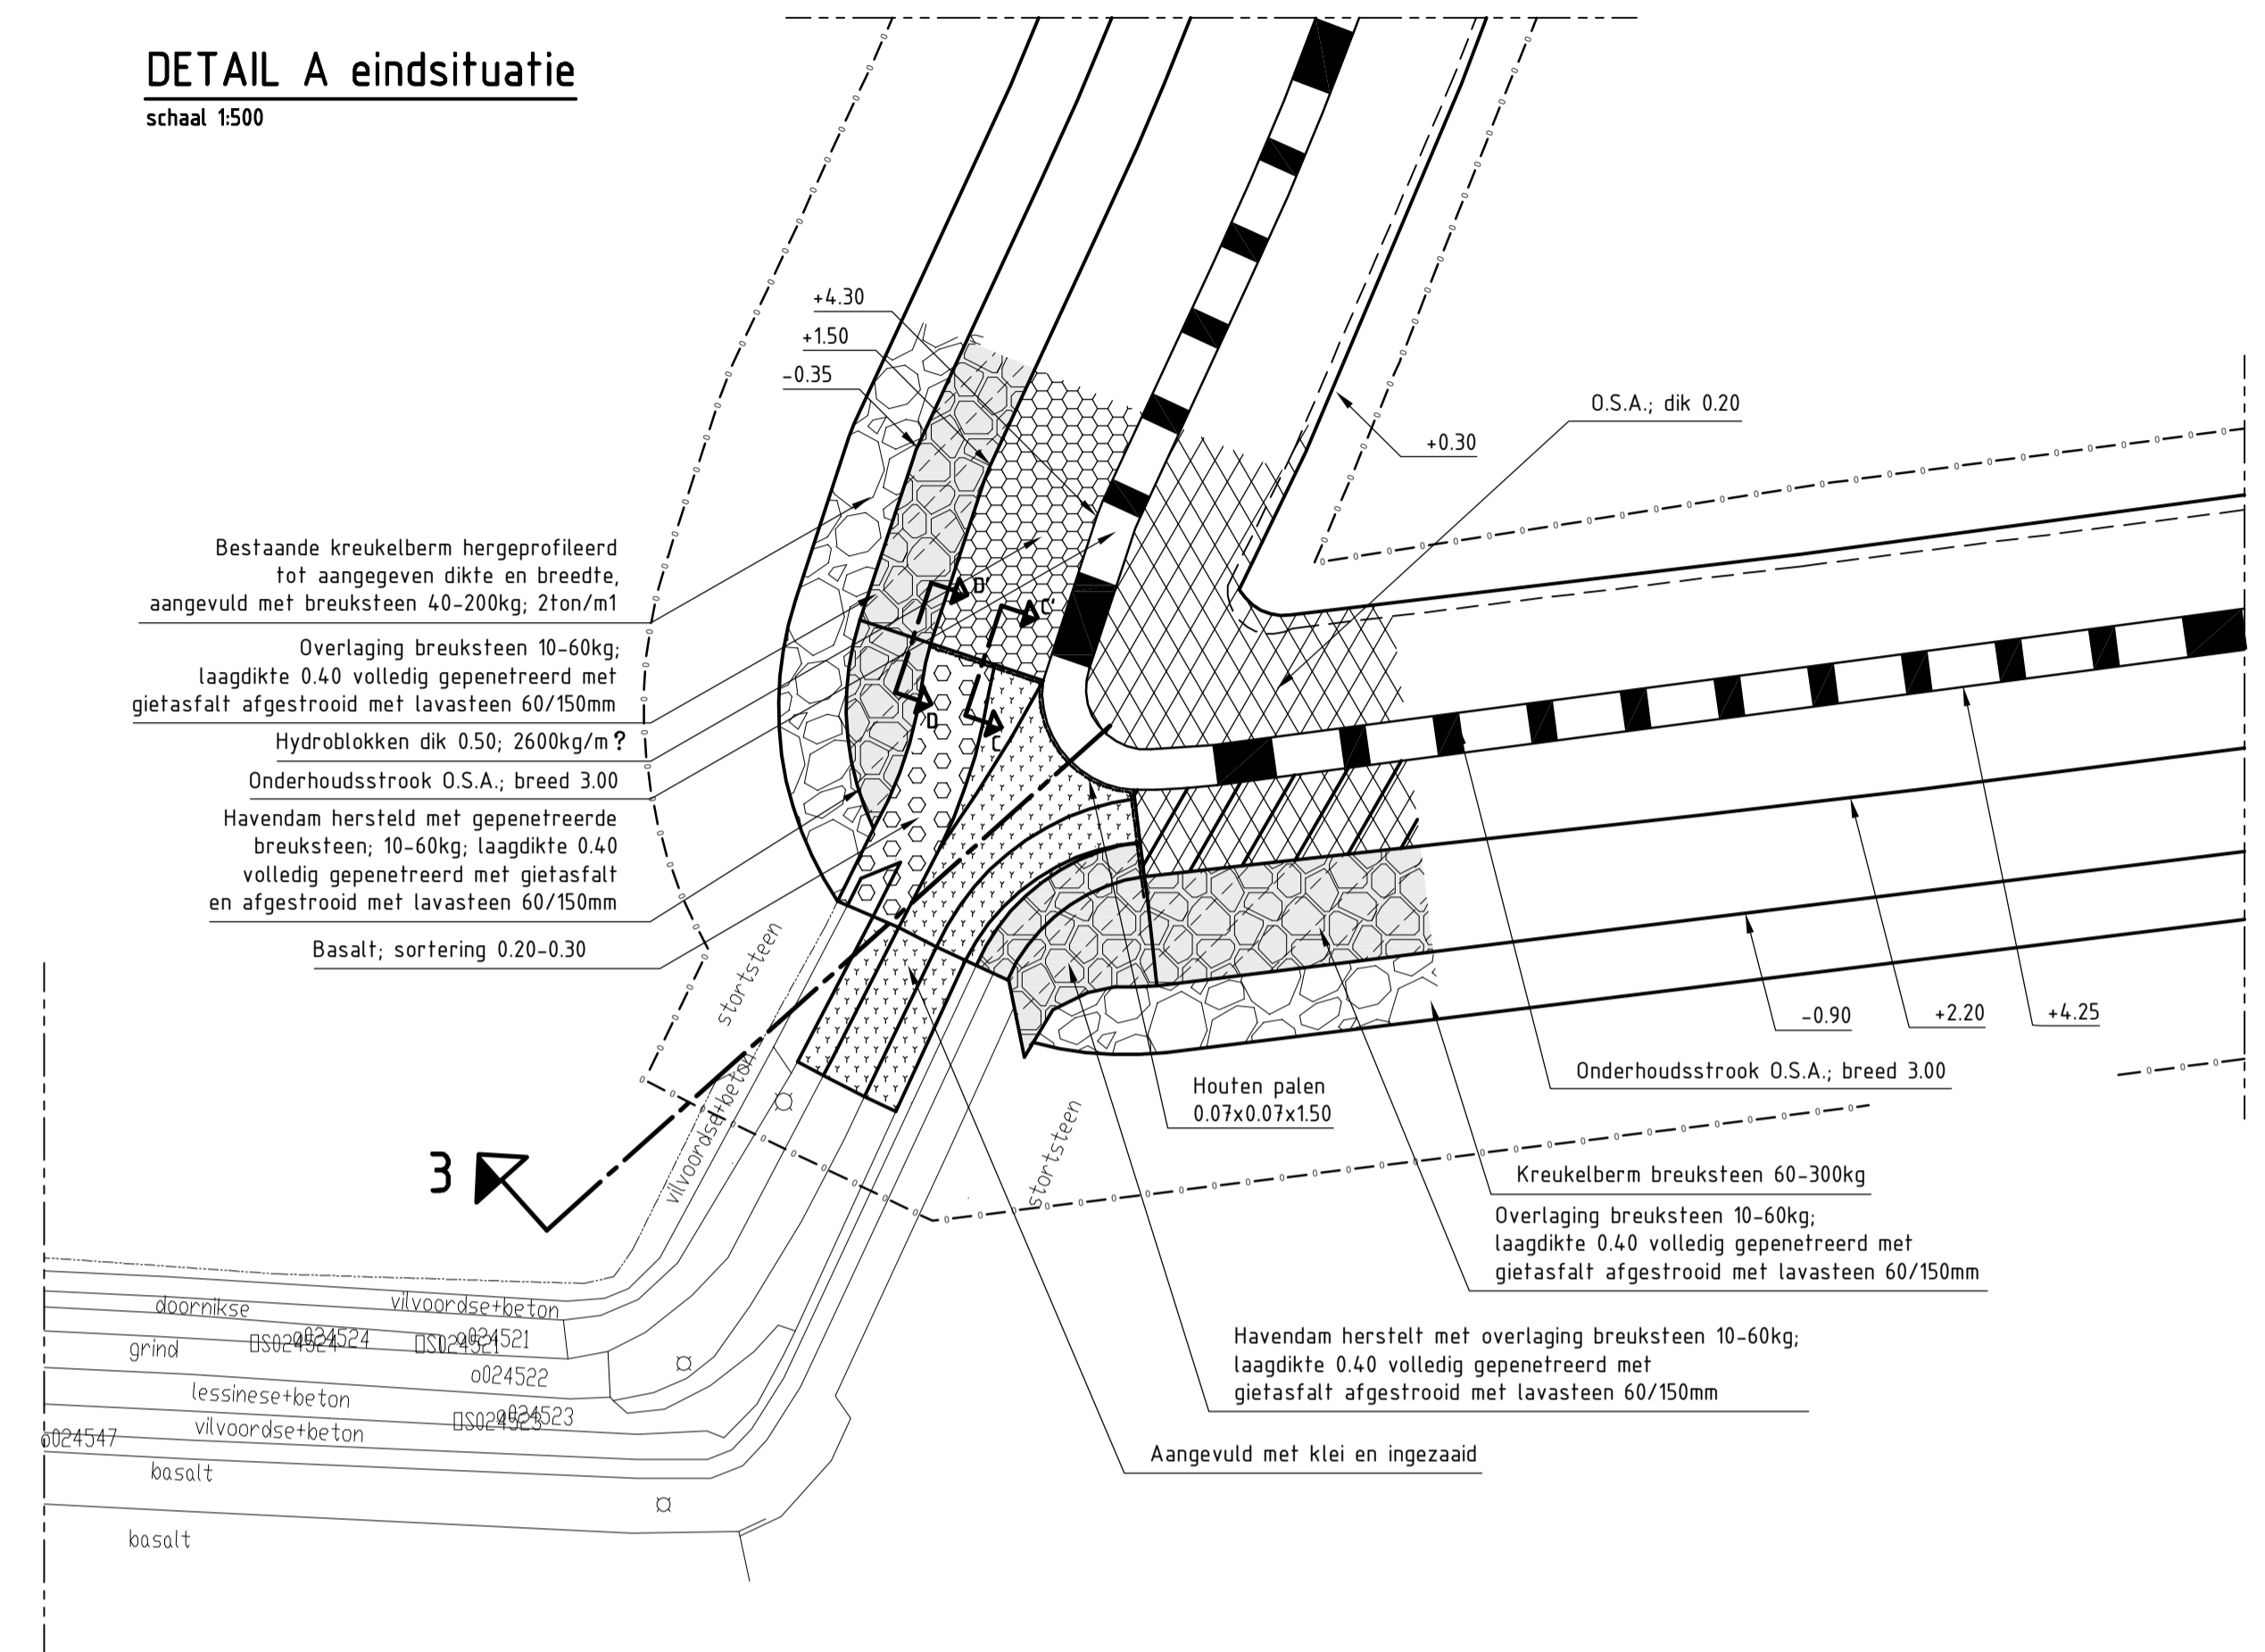 DETAIL A eindsituatie
schaal 1:500
+4.30
+1.50
-0.35
O.S.A.; dik 0.20
+0.30
Bestaande kreukelberm hergeprofileerd
tot aangegeven dikte en breedte,
aangevuld met breuksteen 40-200kg; 2ton/m1
Overlaging breuksteen 10-60kg;
laagdikte 0.40 volledig gepenetreerd met
gietasfalt afgestrooid met lavasteen 60/150mm
Hydroblokken dik 0.50; 2600kg/m?
Onderhoudsstrook O.S.A.; breed 3.00
Havendam hersteld met gepenetreerde
breuksteen; 10-60kg; laagdikte 0.40
volledig gepenetreerd met gietasfalt
en afgestrooid met lavasteen 60/150mm
Basalt; sortering 0.20-0.30
D'
C'
D
C
stortsteen
vilvoordse+beton
stortsteen
3
-0.90
+2.20
+4.25
Onderhoudsstrook O.S.A.; breed 3.00
Houten palen
0.07x0.07x1.50
Kreukelberm breuksteen 60-300kg
Overlaging breuksteen 10-60kg;
laagdikte 0.40 volledig gepenetreerd met
gietasfalt afgestrooid met lavasteen 60/150mm
Havendam herstelt met overlaging breuksteen 10-60kg;
laagdikte 0.40 volledig gepenetreerd met
gietasfalt afgestrooid met lavasteen 60/150mm
Aangevuld met klei en ingezaaid
doornikse
vilvoordse+beton
grind
S024524
o024524
S024521
o024521
o024522
lessinese+beton
S024523
o024523
vilvoordse+beton
o024547
basalt
basalt